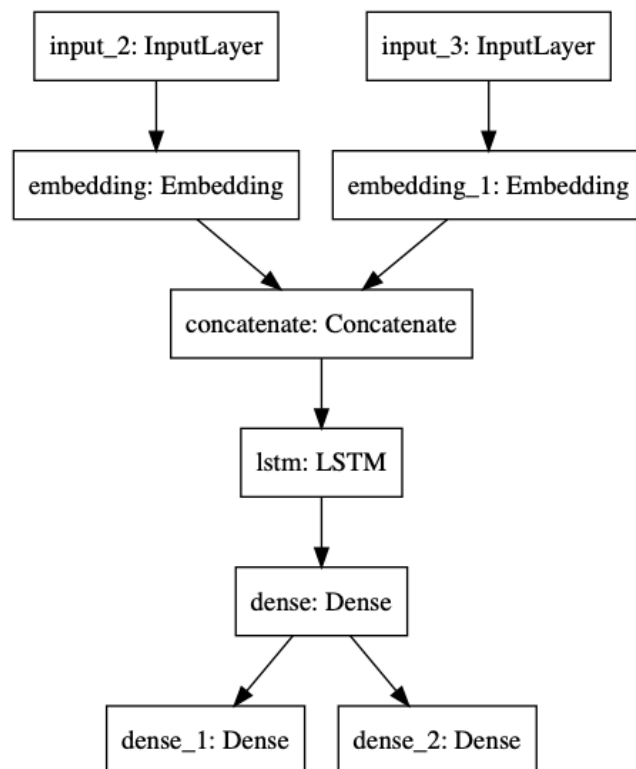 input_2: InputLayer
input_3: InputLayer
embedding: Embedding
embedding_1: Embedding
concatenate: Concatenate
lstm: LSTM
dense: Dense
dense_1: Dense
dense_2: Dense